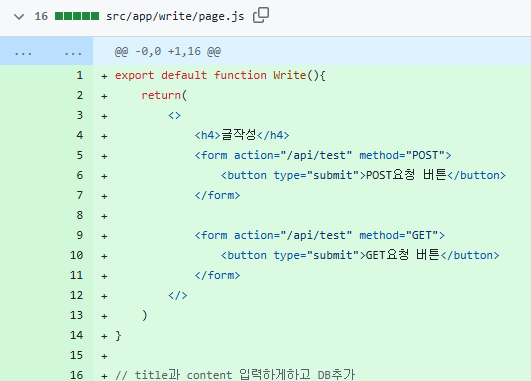 16 src/app/write/page.js
... ... @@ -0,0 +1,16 @@
1 + export default function Write(){
2 +     return(
3 +         <>
4 +             <h4>글작성</h4>
5 +             <form action="/api/test" method="POST">
6 +                 <button type="submit">POST요청 버튼</button>
7 +             </form>
8 +
9 +             <form action="/api/test" method="GET">
10 +                 <button type="submit">GET요청 버튼</button>
11 +             </form>
12 +         </>
13 +     )
14 + }
15 +
16 + // title과 content 입력하게하고 DB추가